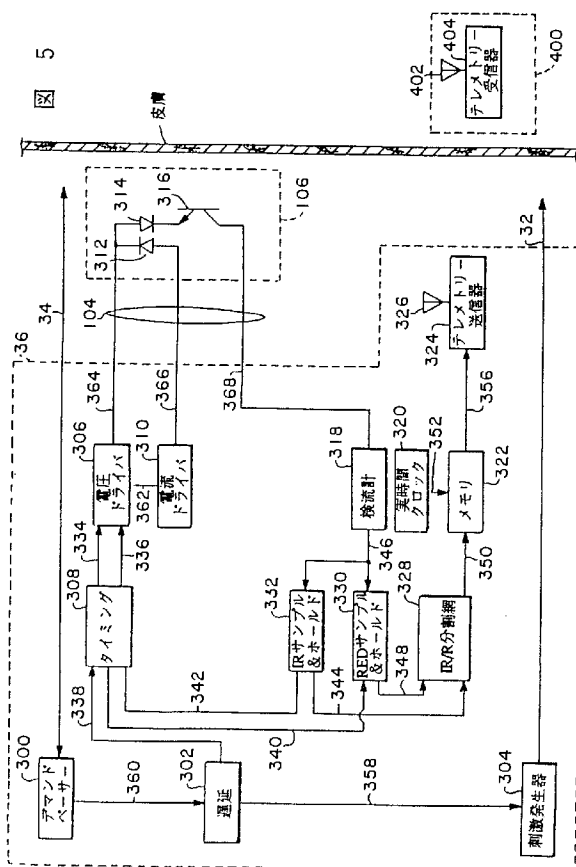 図 5
300
デマンド
ペーサー
360
302
遅延
358
304
刺激発生器
338
308
タイミング
334
336
342
340
306
電圧
ドライバ
362
310
電流ドライバ
364
366
368
36
34
104
312
314
316
106
皮膚
332
IRサンプル
&ホールド
330
REDサンプル
&ホールド
344
348
328
IR/R分割網
346
318
検流計
320
実時間
クロック
352
322
メモリ
350
356
324
テレメトリー
送信器
326
32
402
404
テレメトリー
受信器
400